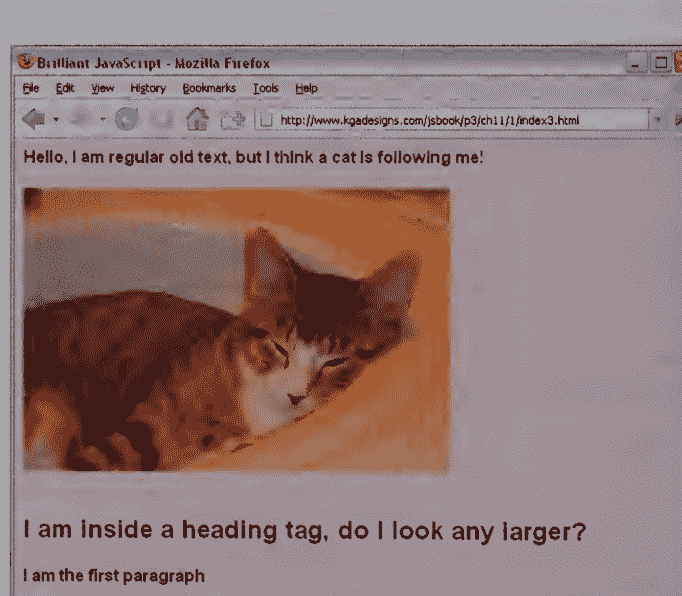 Brilliant JavaScript - Mozilla Firefox
File Edit View History Bookmarks Tools Help
http://www.kgadesigns.com/jsbook/p3/ch11/1/index3.html
Hello, I am regular old text, but I think a cat is following me!
I am inside a heading tag, do I look any larger?
I am the first paragraph